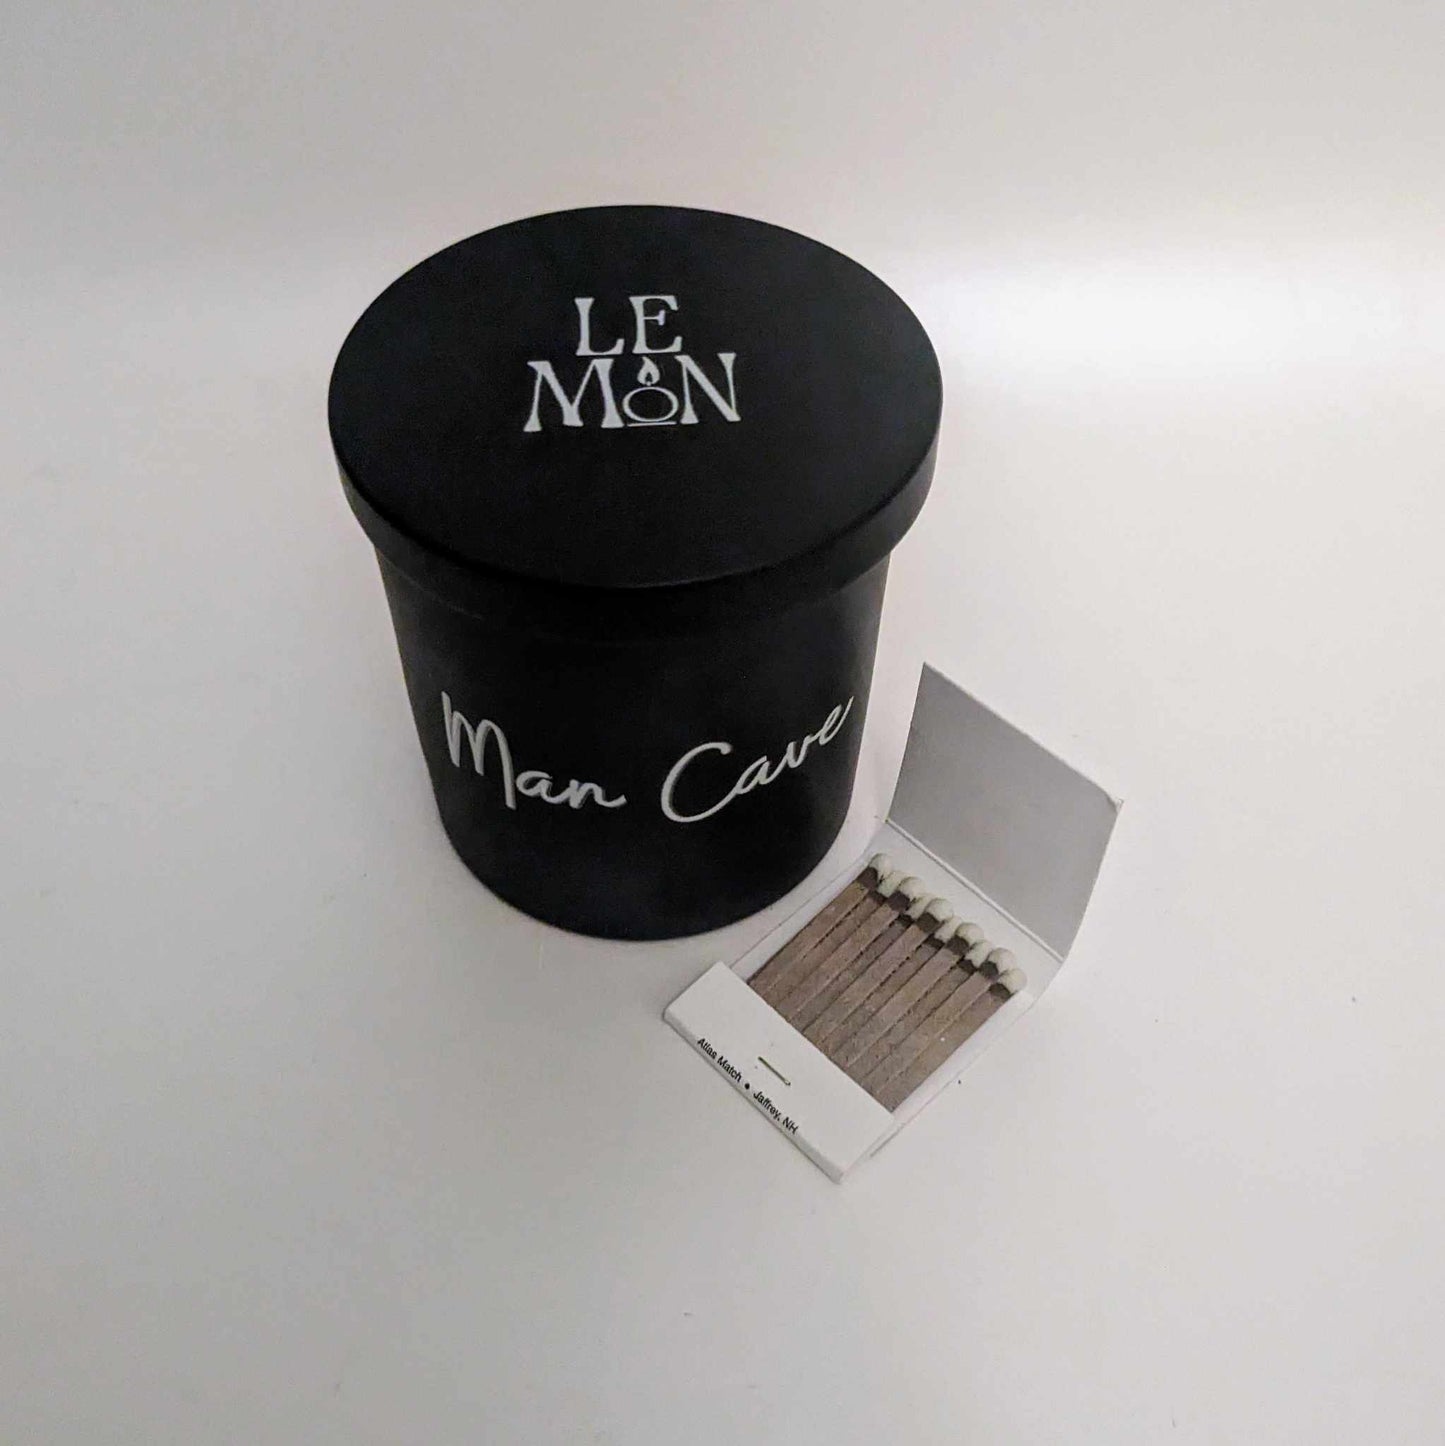 LE
MON
Man Cave
Atlas Match • Jaffrey, NH